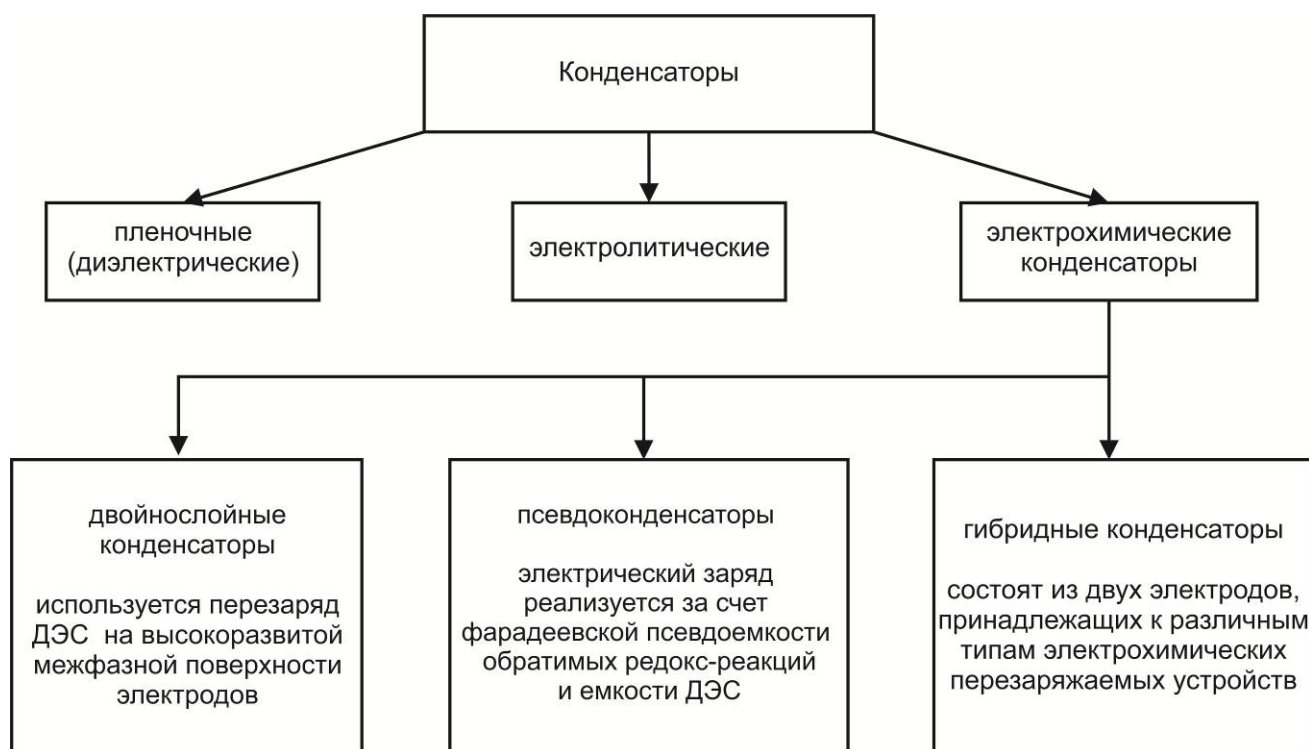 Конденсаторы
пленочные
(диэлектрические)
электролитические
электрохимические
конденсаторы
двойнослойные
конденсаторы
используется перезаряд
ДЭС на высокоразвитой
межфазной поверхности
электродов
псевдоконденсаторы
электрический заряд
реализуется за счет
фарадеевской псевдоемкости
обратимых редокс-реакций
и емкости ДЭС
гибридные конденсаторы
состоят из двух электродов,
принадлежащих к различным
типам электрохимических
перезаряжаемых устройств